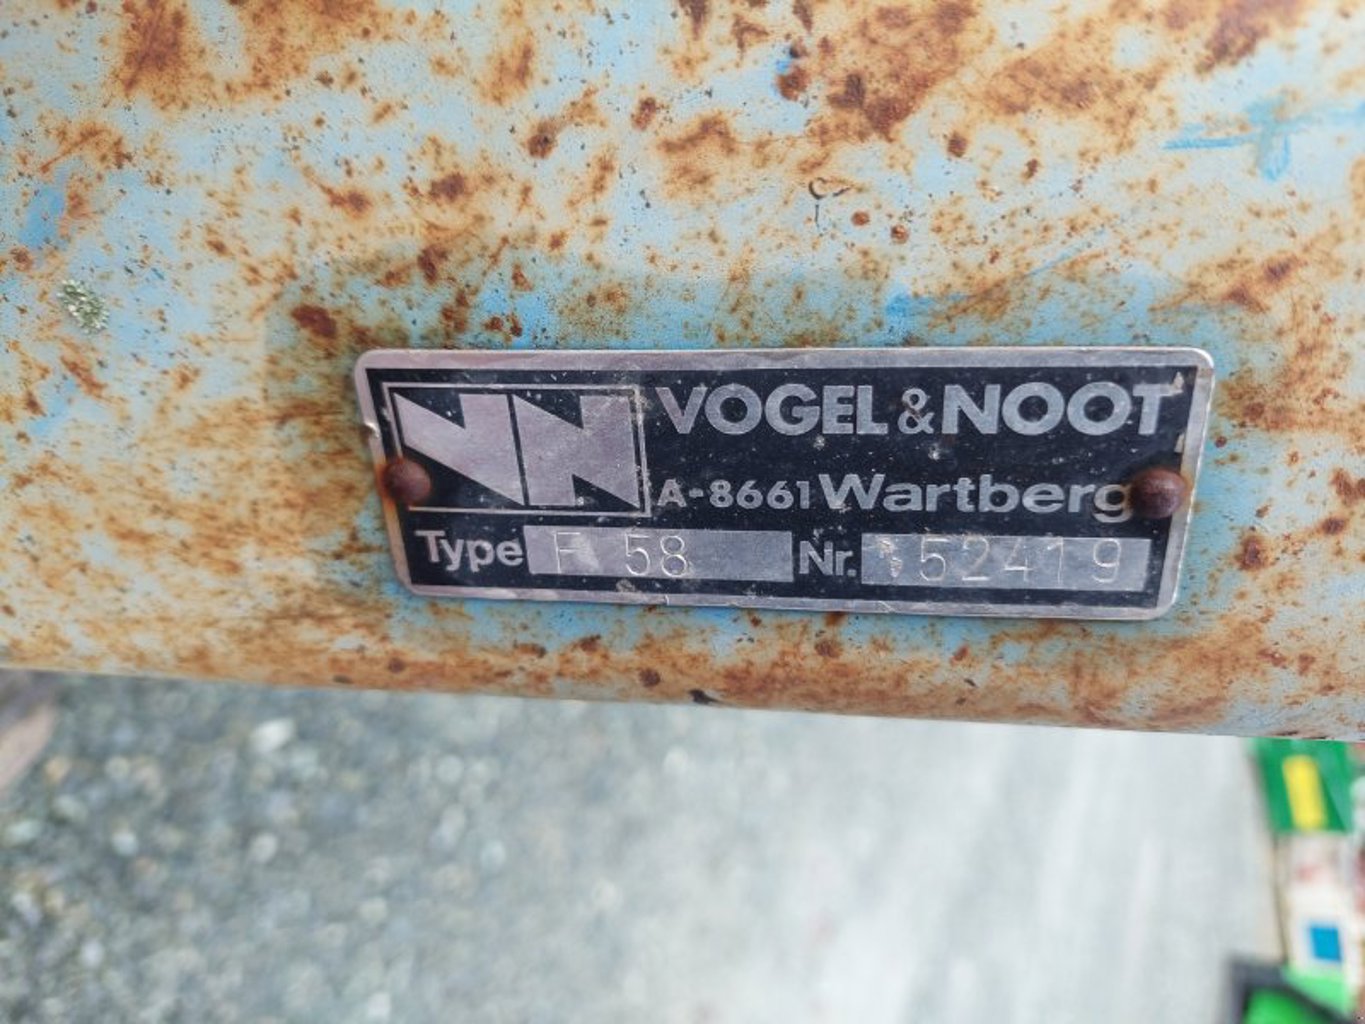 VOGEL & NOOT
A-8661 Wartberg
Type F 58 Nr. 52419